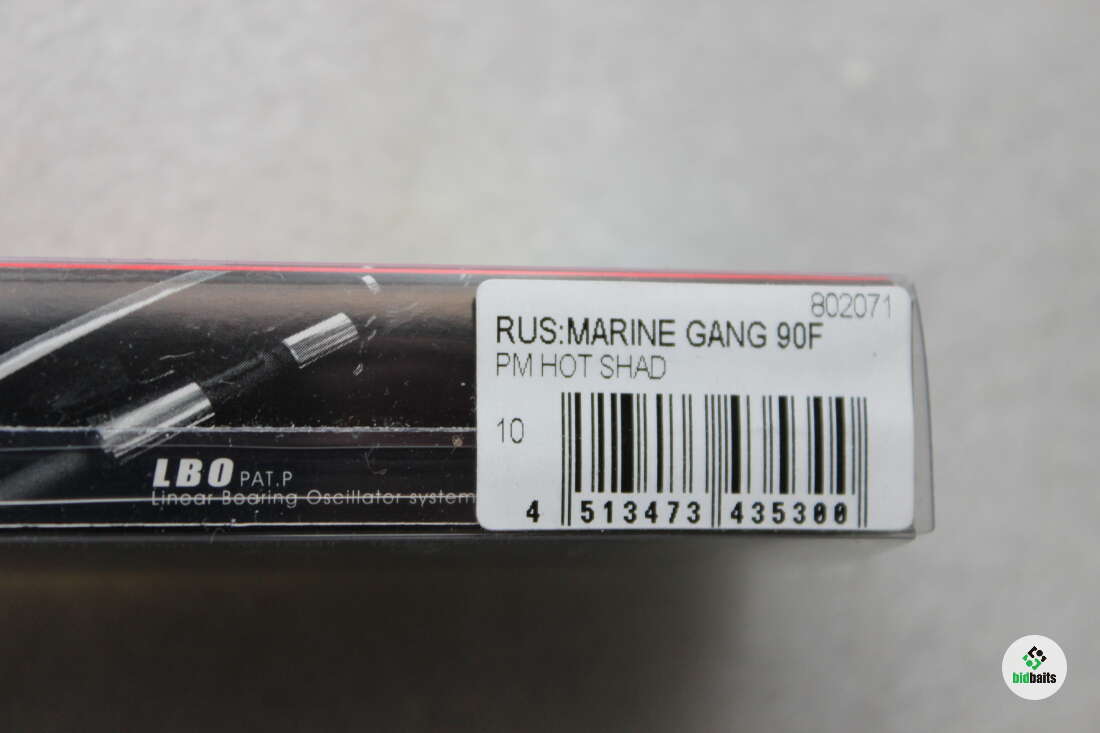 802071
RUS:MARINE GANG 90F
PM HOT SHAD
10
4 513473 435300
LBO PAT.P
Linear Bearing Oscillator system
bidbaits